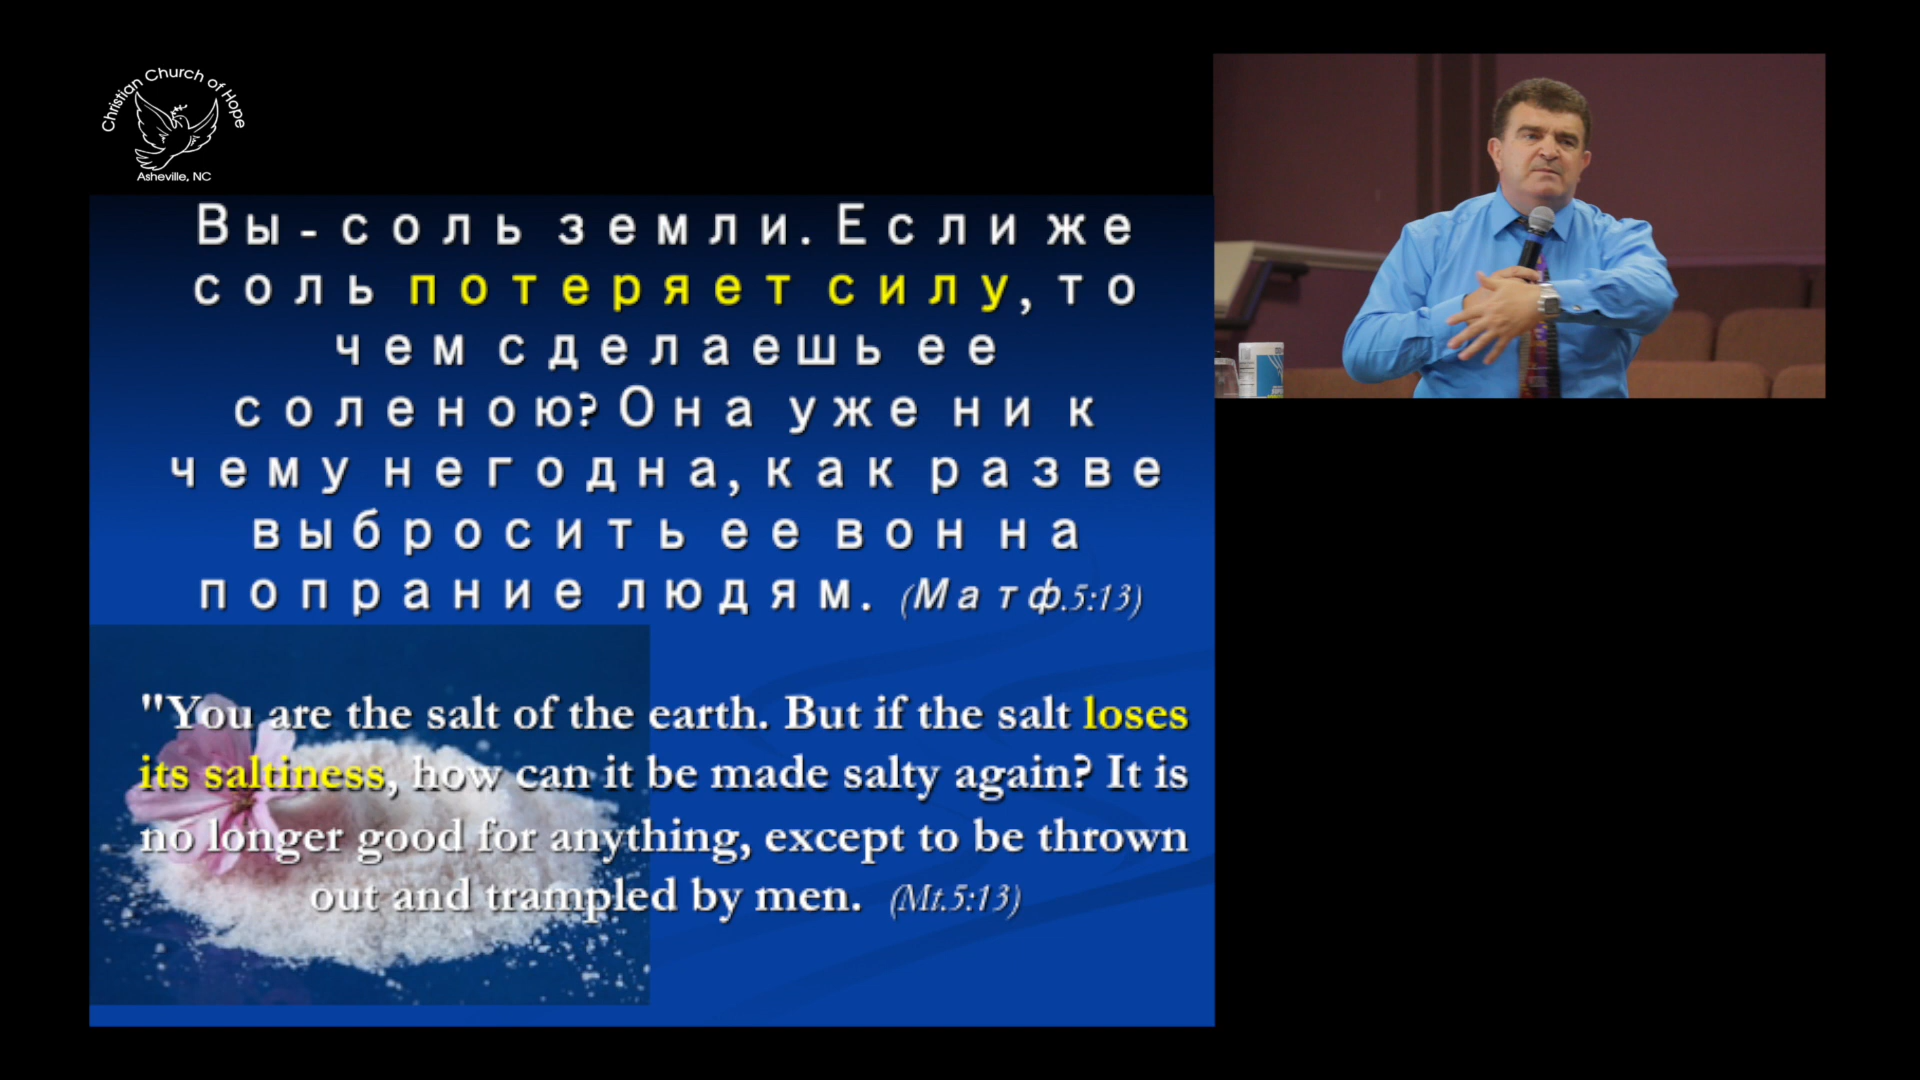 Christian Church of Hope
Asheville, NC
Вы - соль земли. Если же
соль потеряет силу, то
чем сделаешь ее
соленою? Она уже ни к
чему негодна, как разве
выбросить ее вон на
попрание людям. (Матф.5:13)
"You are the salt of the earth. But if the salt loses
its saltiness, how can it be made salty again? It is
no longer good for anything, except to be thrown
out and trampled by men. (Mt.5:13)